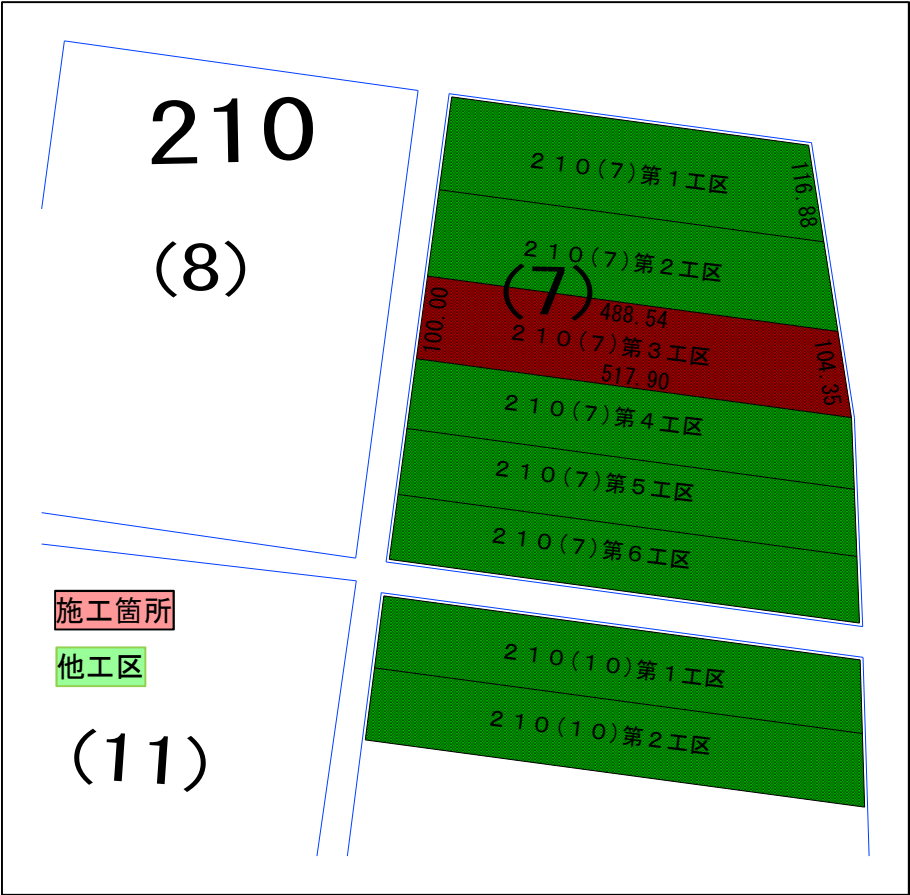 210
(8)
(7)
210(7)第1工区
116.88
210(7)第2工区
488.54
100.00
210(7)第3工区
104.35
517.90
210(7)第4工区
210(7)第5工区
210(7)第6工区
施工箇所
他工区
210(10)第1工区
210(10)第2工区
(11)